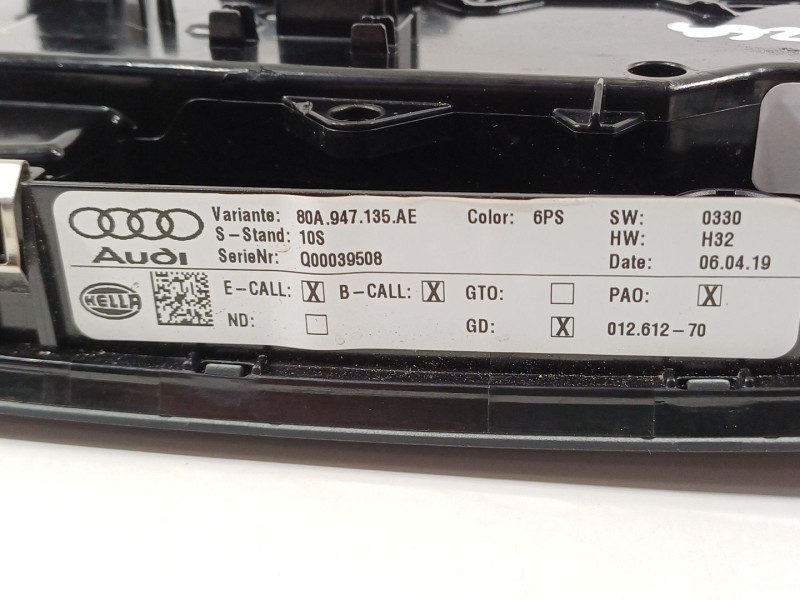 Variante: 80A.947.135.AE Color: 6PS SW: 0330
S-Stand: 10S HW: H32
Audi SerieNr: Q00039508 Date: 06.04.19
HELLA E-CALL: X B-CALL: X GTO: PAO: X
ND: GD: X 012.612-70